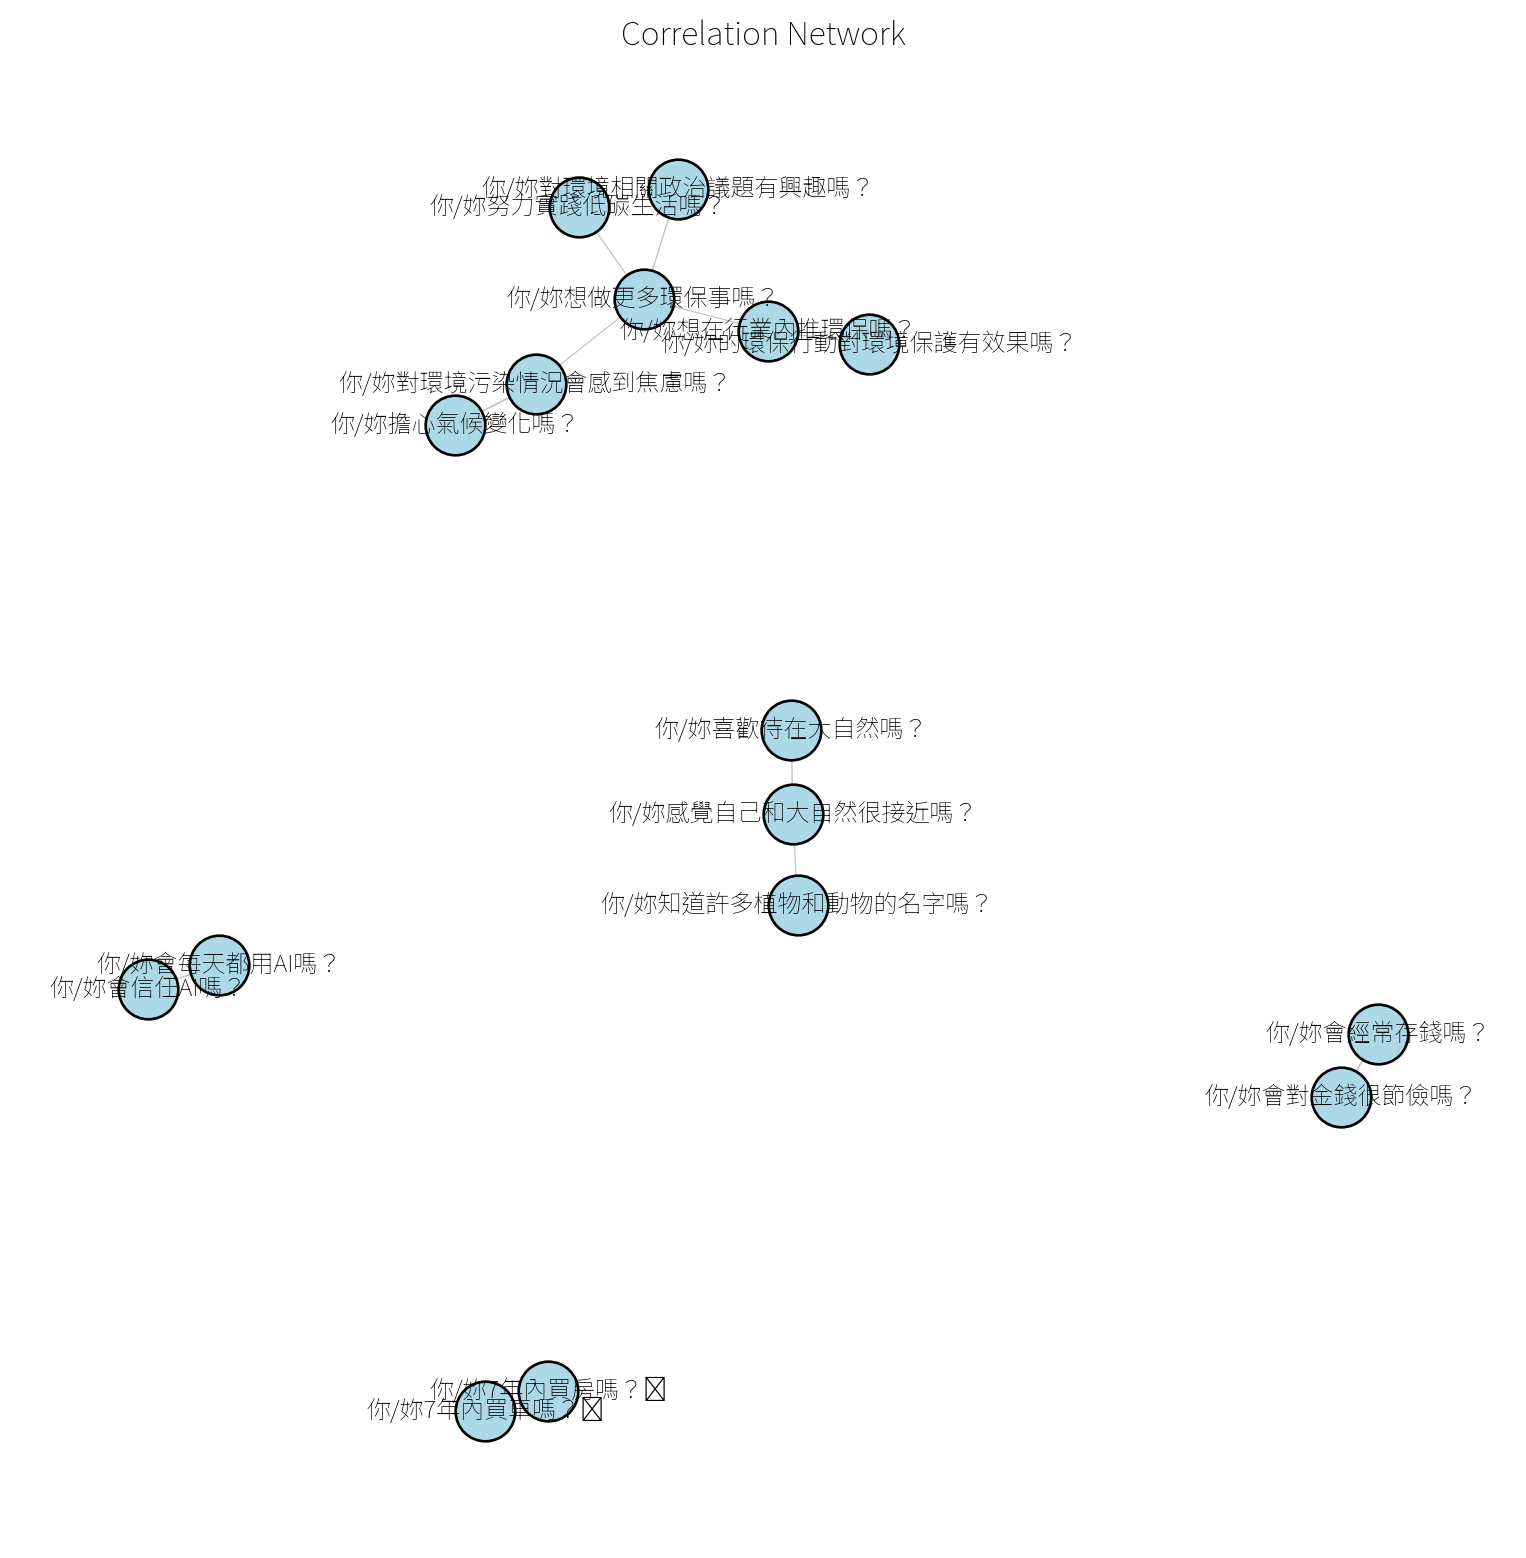 Correlation Network
你/妳對環境相關政治議題有興趣嗎？
你/妳努力實踐低碳生活嗎？
你/妳想做更多環保事嗎？
你/妳想在行業內推環保嗎？
你/妳的環保行動對環境保護有效果嗎？
你/妳對環境污染情況會感到焦慮嗎？
你/妳擔心氣候變化嗎？
你/妳喜歡待在大自然嗎？
你/妳感覺自己和大自然很接近嗎？
你/妳知道許多植物和動物的名字嗎？
你/妳會每天都用AI嗎？
你/妳會信任AI嗎？
你/妳會經常存錢嗎？
你/妳會對金錢很節儉嗎？
你/妳7年內買房嗎？
你/妳7年內買車嗎？